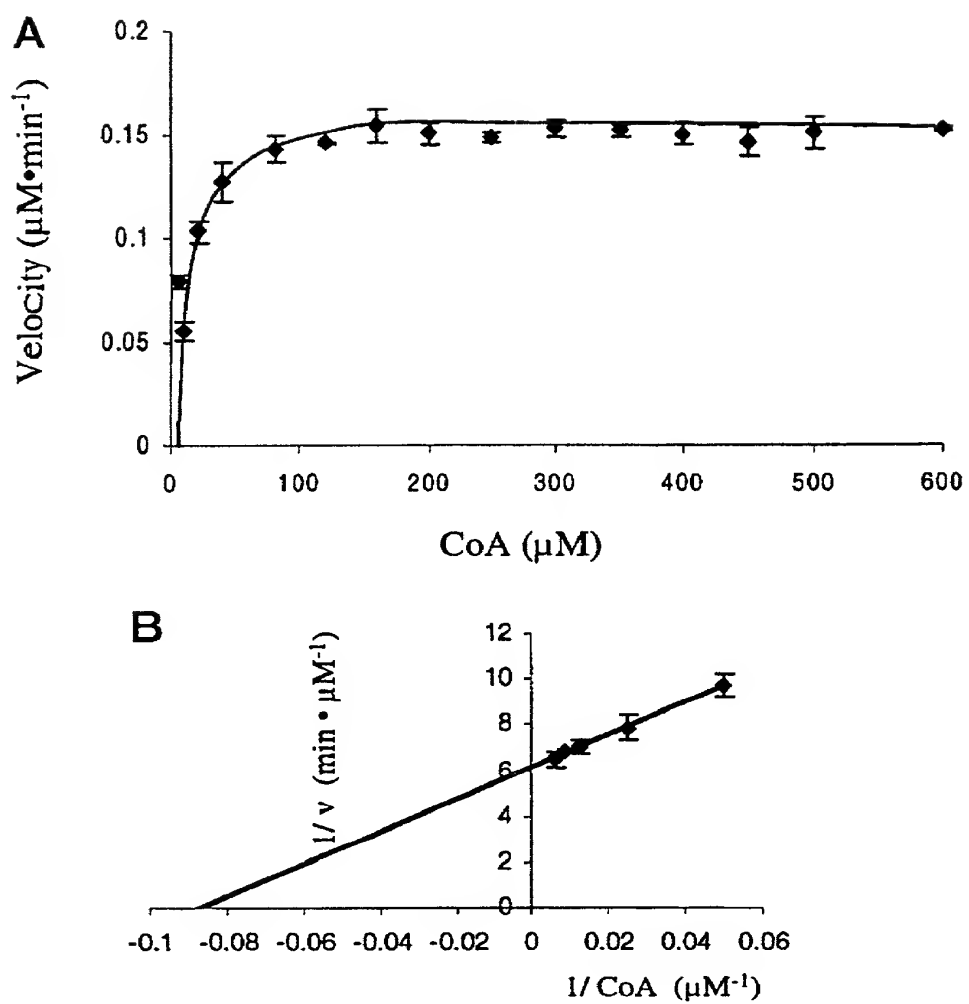 A
Velocity (µM•min⁻¹)
0.2
0.15
0.1
0.05
0
0 100 200 300 400 500 600
CoA (µM)
B
1/ v (min • µM⁻¹)
12
10
8
6
4
2
0
-0.1 -0.08 -0.06 -0.04 -0.02 0 0.02 0.04 0.06
1/ CoA (µM⁻¹)